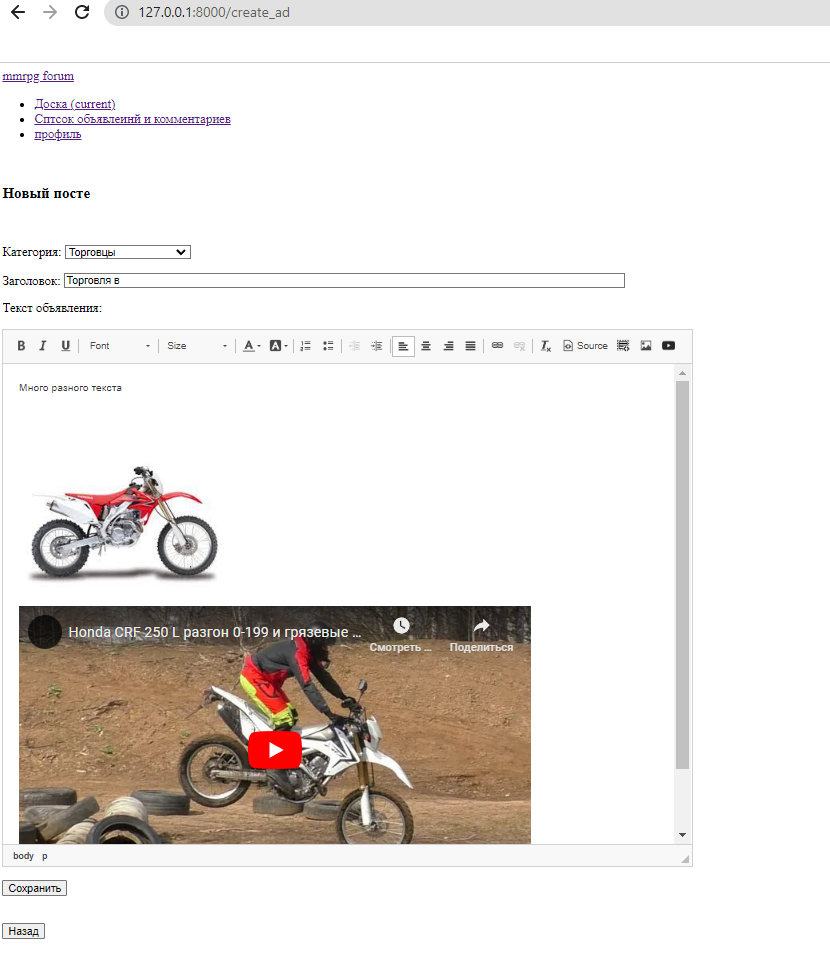 127.0.0.1:8000/create_ad
mmrpg forum
Доска (current)
Сптсок объявлеинй и комментариев
профиль
Новый посте
Категория: Торговцы
Заголовок: Торговля в
Текст объявления:
B I U Font Size A A Source
Много разного текста
Honda CRF 250 L разгон 0-199 и грязевые ...
Смотреть ... Поделиться
body p
Сохранить
Назад